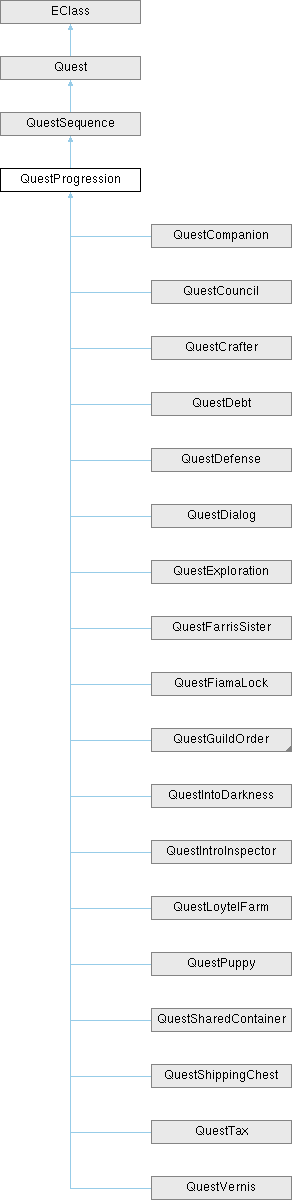 EClass
Quest
QuestSequence
QuestProgression
QuestCompanion
QuestCouncil
QuestCrafter
QuestDebt
QuestDefense
QuestDialog
QuestExploration
QuestFarrisSister
QuestFiamaLock
QuestGuildOrder
QuestIntoDarkness
QuestIntroInspector
QuestLoytelFarm
QuestPuppy
QuestSharedContainer
QuestShippingChest
QuestTax
QuestVernis